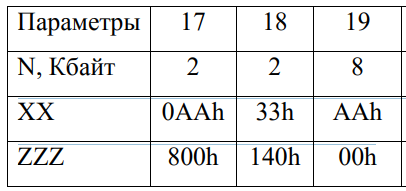 Параметры 17 18 19
N, Кбайт 2 2 8
XX 0AAh 33h AAh
ZZZ 800h 140h 00h